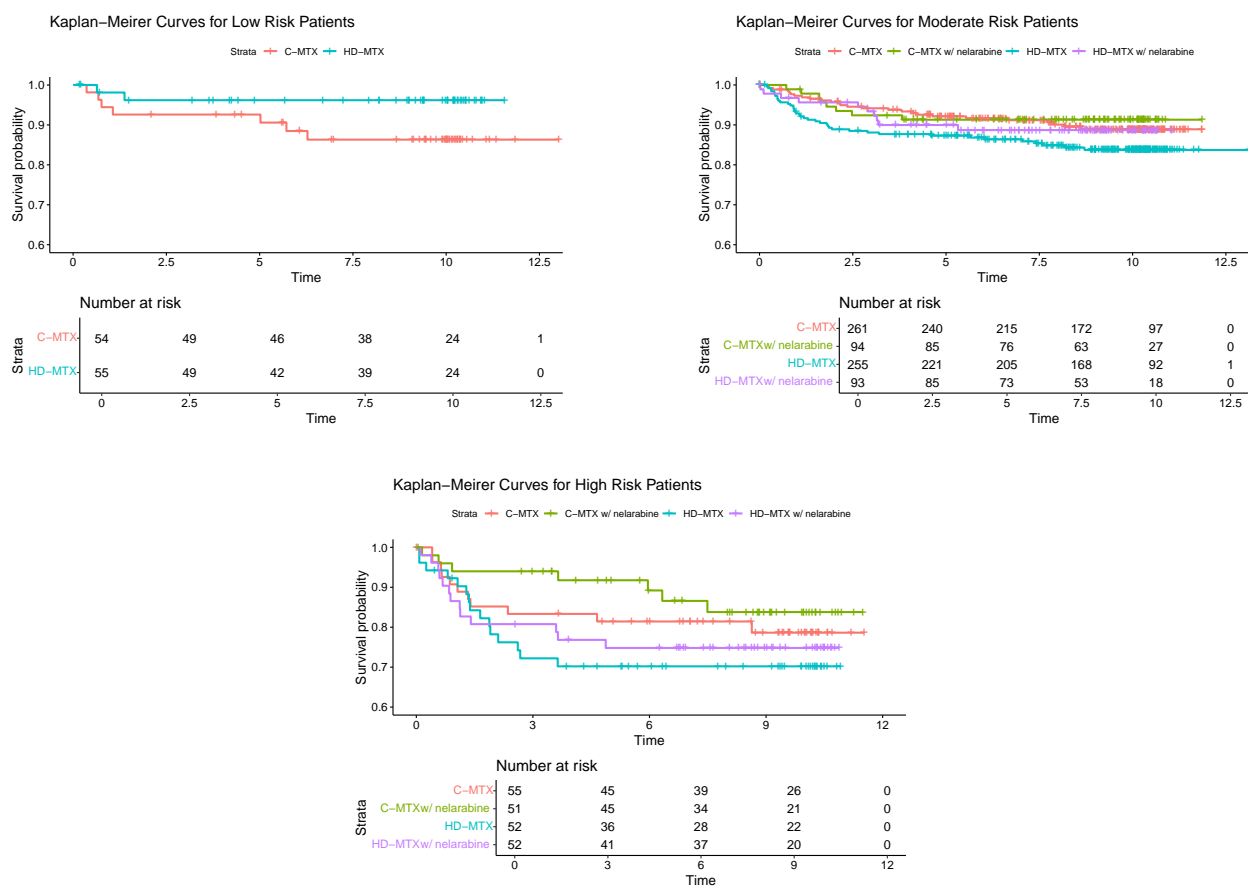 Kaplan−Meirer Curves for Low Risk Patients
Strata C−MTX HD−MTX
1.0
0.9
0.8
0.7
0.6
Survival probability
0 2.5 5 7.5 10 12.5
Time
Number at risk
Strata
C−MTX 54 49 46 38 24 1
HD−MTX 55 49 42 39 24 0
0 2.5 5 7.5 10 12.5
Time
Kaplan−Meirer Curves for Moderate Risk Patients
Strata C−MTX C−MTX w/ nelarabine HD−MTX HD−MTX w/ nelarabine
1.0
0.9
0.8
0.7
0.6
Survival probability
0 2.5 5 7.5 10 12.5
Time
Number at risk
Strata
C−MTX 261 240 215 172 97 0
C−MTXw/ nelarabine 94 85 76 63 27 0
HD−MTX 255 221 205 168 92 1
HD−MTXw/ nelarabine 93 85 73 53 18 0
0 2.5 5 7.5 10 12.5
Time
Kaplan−Meirer Curves for High Risk Patients
Strata C−MTX C−MTX w/ nelarabine HD−MTX HD−MTX w/ nelarabine
1.0
0.9
0.8
0.7
0.6
Survival probability
0 3 6 9 12
Time
Number at risk
Strata
C−MTX 55 45 39 26 0
C−MTXw/ nelarabine 51 45 34 21 0
HD−MTX 52 36 28 22 0
HD−MTXw/ nelarabine 52 41 37 20 0
0 3 6 9 12
Time